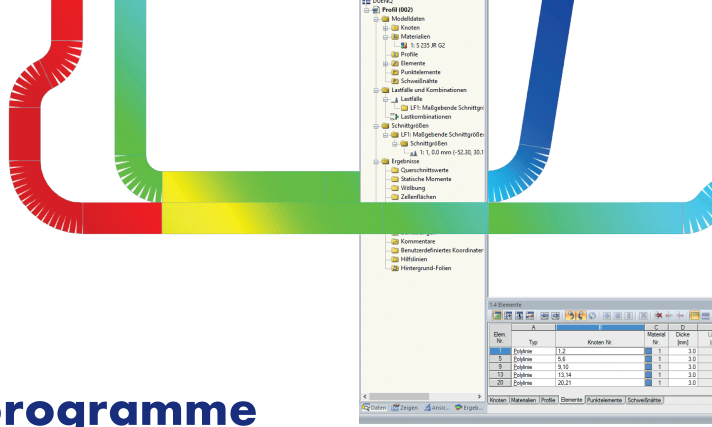 DUENQ
Profil (002)
Modelldaten
Knoten
Materialien
1: S 235 JR G2
Profile
Elemente
Punktelemente
Schweißnähte
Lastfälle und Kombinationen
Lastfälle
LF1: Maßgebende Schnittgrö
Lastkombinationen
Schnittgrößen
LF1: Maßgebende Schnittgrößen
Schnittgrößen
1: 1, 0.0 mm (-52.30, 30.1
Ergebnisse
Querschnittswerte
Statische Momente
Wölbung
Zellenflächen
Kommentare
Benutzerdefiniertes Koordinaten
Hilfslinien
Hintergrund-Folien
Daten Zeigen Ansic... Ergeb...
1.4 Elemente
A B C D
Elem. Material Dicke
Nr. Typ Knoten Nr. Nr. [mm]
1 Polylinie 1,2 1 3.0
5 Polylinie 5,6 1 3.0
9 Polylinie 9,10 1 3.0
13 Polylinie 13,14 1 3.0
20 Polylinie 20,21 1 3.0
Knoten Materialien Profile Elemente Punktelemente Schweißnähte
programme